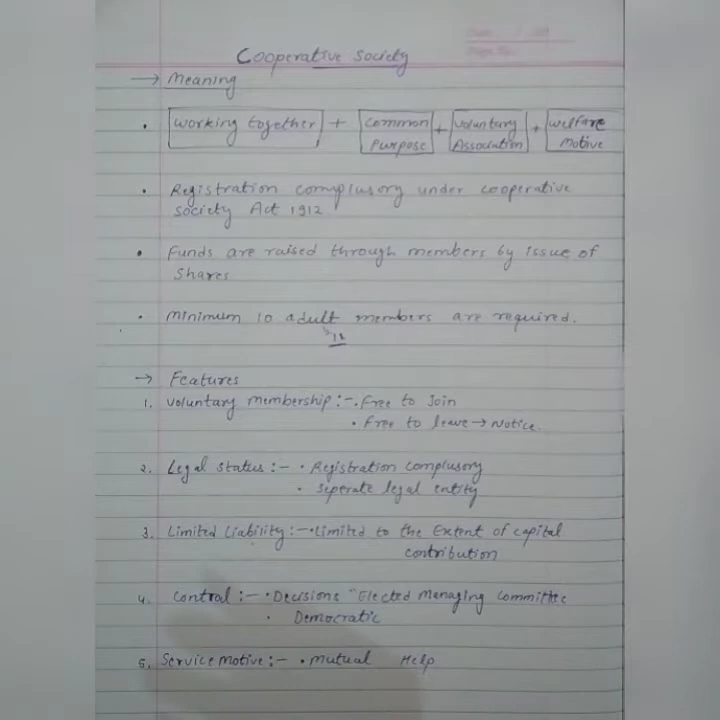 Cooperative Society
→ Meaning
• Working together + Common Purpose + Voluntary Association + Welfare Motive
• Registration complusory under cooperative
society Act 1912
• Funds are raised through members by issue of
Shares
• Minimum 10 adult members are required.
18
→ Features
1. Voluntary membership :- • Free to Join
• Free to leave → Notice.
2. Legal status :- • Registration complusory
• Seperate legal entity
3. Limited Liability :- • Limited to the Extent of capital
contribution
4. Control :- • Decisions " Elected Managing Committee
• Democratic
5. Service motive :- • Mutual Help